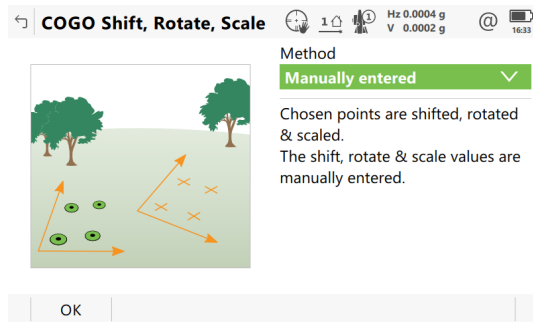 COGO Shift, Rotate, Scale
1
1
Hz 0.0004 g
V 0.0002 g
@
16:33
Method
Manually entered
Chosen points are shifted, rotated
& scaled.
The shift, rotate & scale values are
manually entered.
OK